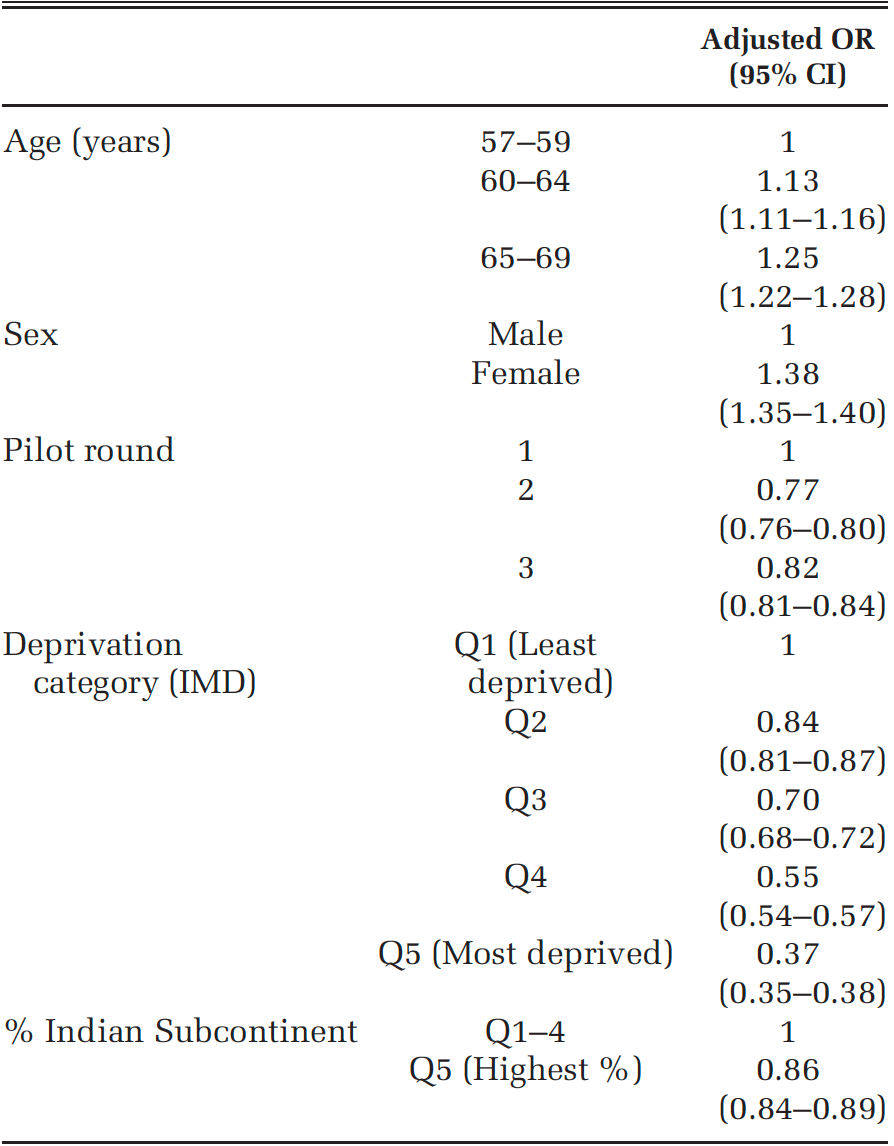 Adjusted OR
(95% CI)
Age (years) 57–59 1
60–64 1.13
(1.11–1.16)
65–69 1.25
(1.22–1.28)
Sex Male 1
Female 1.38
(1.35–1.40)
Pilot round 1 1
2 0.77
(0.76–0.80)
3 0.82
(0.81–0.84)
Deprivation Q1 (Least 1
category (IMD) deprived)
Q2 0.84
(0.81–0.87)
Q3 0.70
(0.68–0.72)
Q4 0.55
(0.54–0.57)
Q5 (Most deprived) 0.37
(0.35–0.38)
% Indian Subcontinent Q1–4 1
Q5 (Highest %) 0.86
(0.84–0.89)